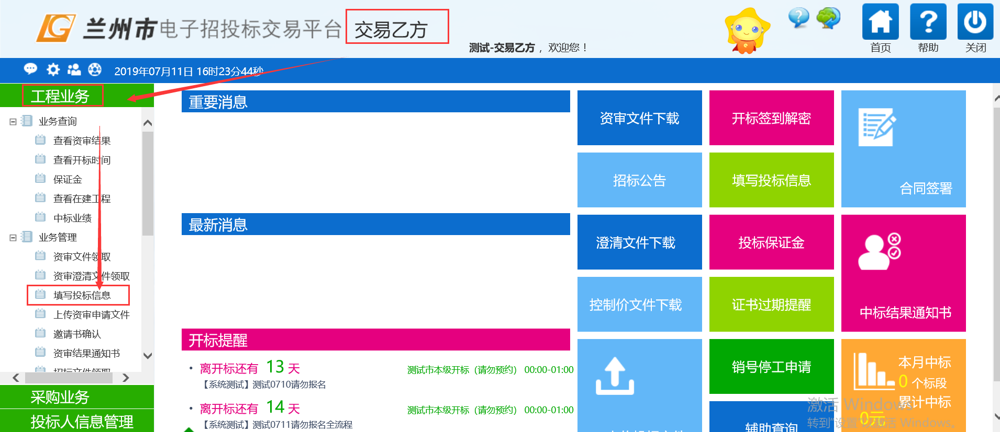 兰州市电子招投标交易平台 交易乙方
测试-交易乙方 ，欢迎您！
首页
帮助
关闭
2019年07月11日 16时23分44秒
工程业务
业务查询
查看资审结果
查看开标时间
保证金
查看在建工程
中标业绩
业务管理
资审文件领取
资审澄清文件领取
填写投标信息
上传资审申请文件
邀请书确认
资审结果通知书
招标文件领取
采购业务
投标人信息管理
重要消息
最新消息
开标提醒
离开标还有 13 天
测试市本级开标（请勿预约） 00:00-01:00
【系统测试】测试0710请勿报名
离开标还有 14 天
测试市本级开标（请勿预约） 00:00-01:00
【系统测试】测试0711请勿报名全流程
资审文件下载
开标签到解密
合同签署
招标公告
填写投标信息
澄清文件下载
投标保证金
中标结果通知书
控制价文件下载
证书过期提醒
销号停工申请
本月中标
0 个标段
累计中标
0元
辅助查询
激活 Windows
转到"设置"以激活 Windows。